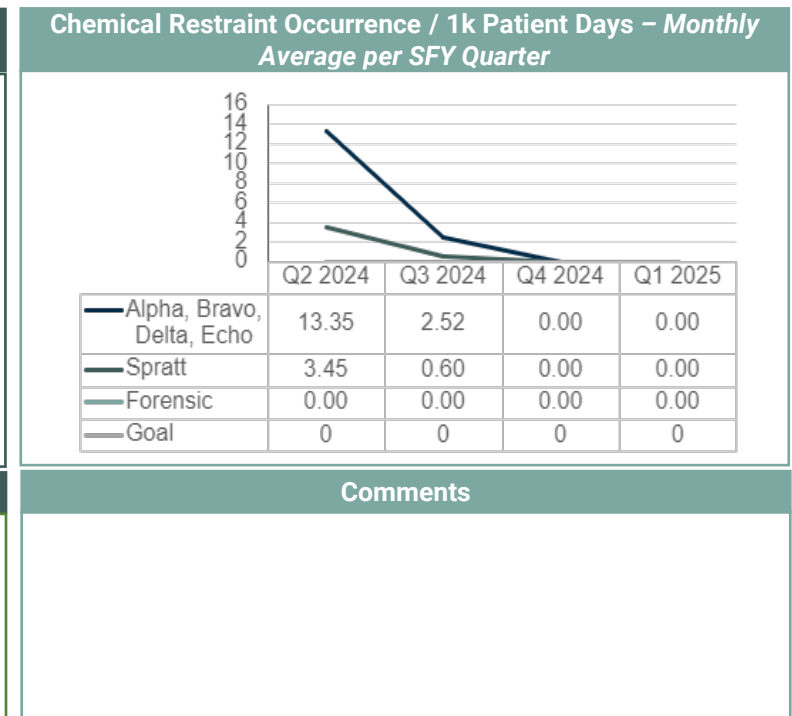 Chemical Restraint Occurrence / 1k Patient Days – Monthly
Average per SFY Quarter
16
14
12
10
8
6
4
2
0
Q2 2024 Q3 2024 Q4 2024 Q1 2025
Alpha, Bravo,
Delta, Echo 13.35 2.52 0.00 0.00
Spratt 3.45 0.60 0.00 0.00
Forensic 0.00 0.00 0.00 0.00
Goal 0 0 0 0
Comments